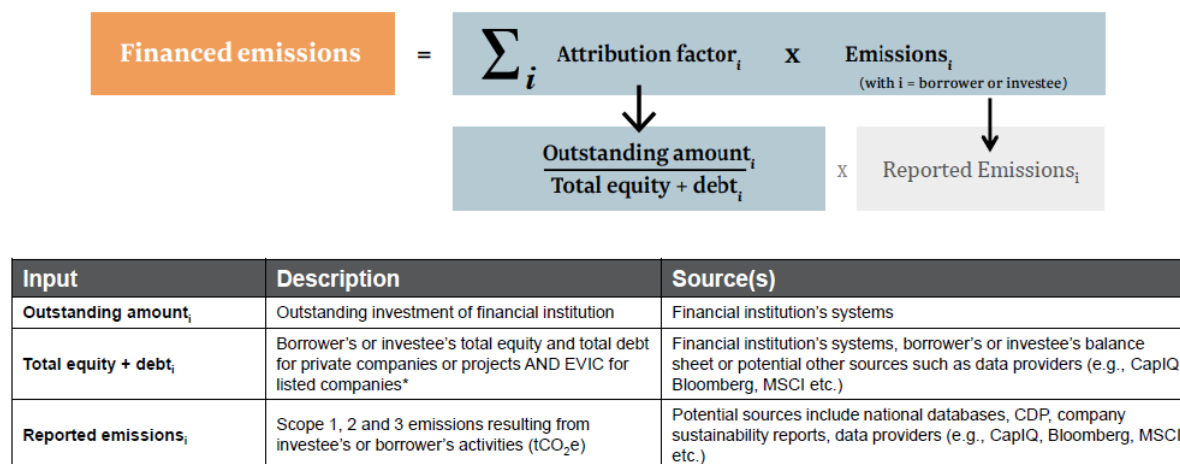 Financed emissions = ∑i Attribution factori x Emissionsi
(with i = borrower or investee)
Outstanding amounti
Total equity + debti
x Reported Emissionsi
Input Description Source(s)
Outstanding amounti Outstanding investment of financial institution Financial institution's systems
Total equity + debti
Borrower's or investee's total equity and total debt
for private companies or projects AND EVIC for
listed companies*
Financial institution's systems, borrower's or investee's balance
sheet or potential other sources such as data providers (e.g., CapIQ
Bloomberg, MSCI etc.)
Reported emissionsi
Scope 1, 2 and 3 emissions resulting from
investee's or borrower's activities (tCO2e)
Potential sources include national databases, CDP, company
sustainability reports, data providers (e.g., CapIQ, Bloomberg, MSCI
etc.)